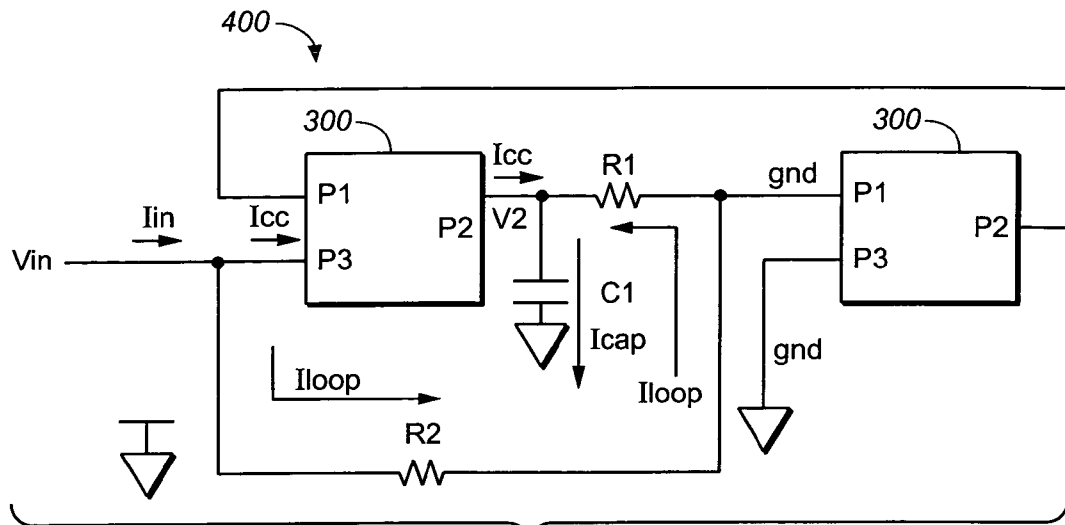 400
300
300
Icc
R1
gnd
P1
P1
Iin
Icc
P2
V2
P2
Vin
P3
P3
C1
Icap
gnd
Iloop
Iloop
R2